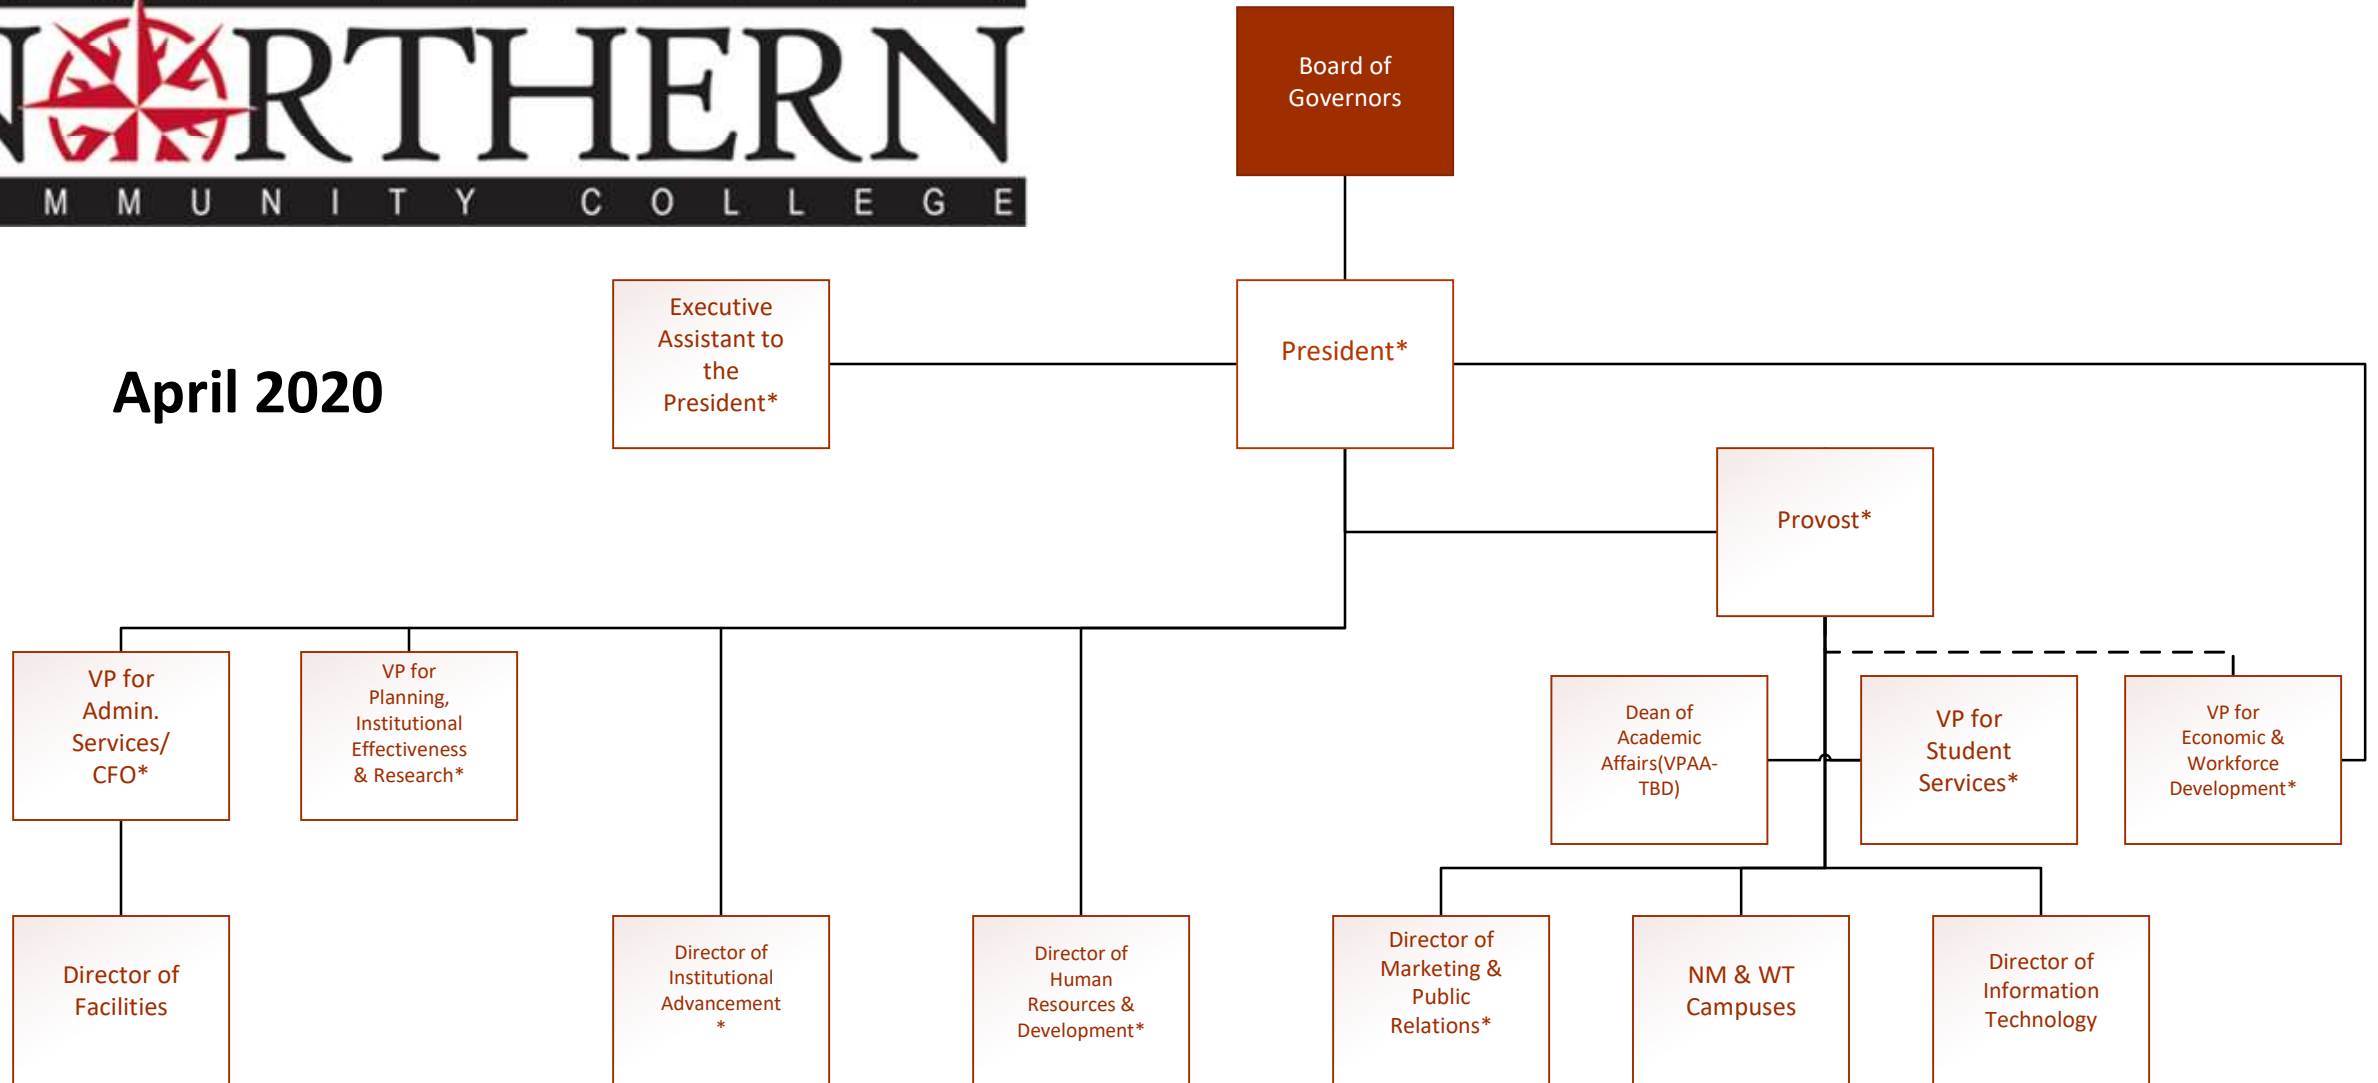 NORTHERN
MMUNITY COLLEGE
Board of
Governors
Executive
Assistant to
the
President*
President*
April 2020
Provost*
VP for
Admin.
Services/
CFO*
VP for
Planning,
Institutional
Effectiveness
& Research*
Dean of
Academic
Affairs(VPAA-
TBD)
VP for
Student
Services*
VP for
Economic &
Workforce
Development*
Director of
Facilities
Director of
Institutional
Advancement
*
Director of
Human
Resources &
Development*
Director of
Marketing &
Public
Relations*
NM & WT
Campuses
Director of
Information
Technology